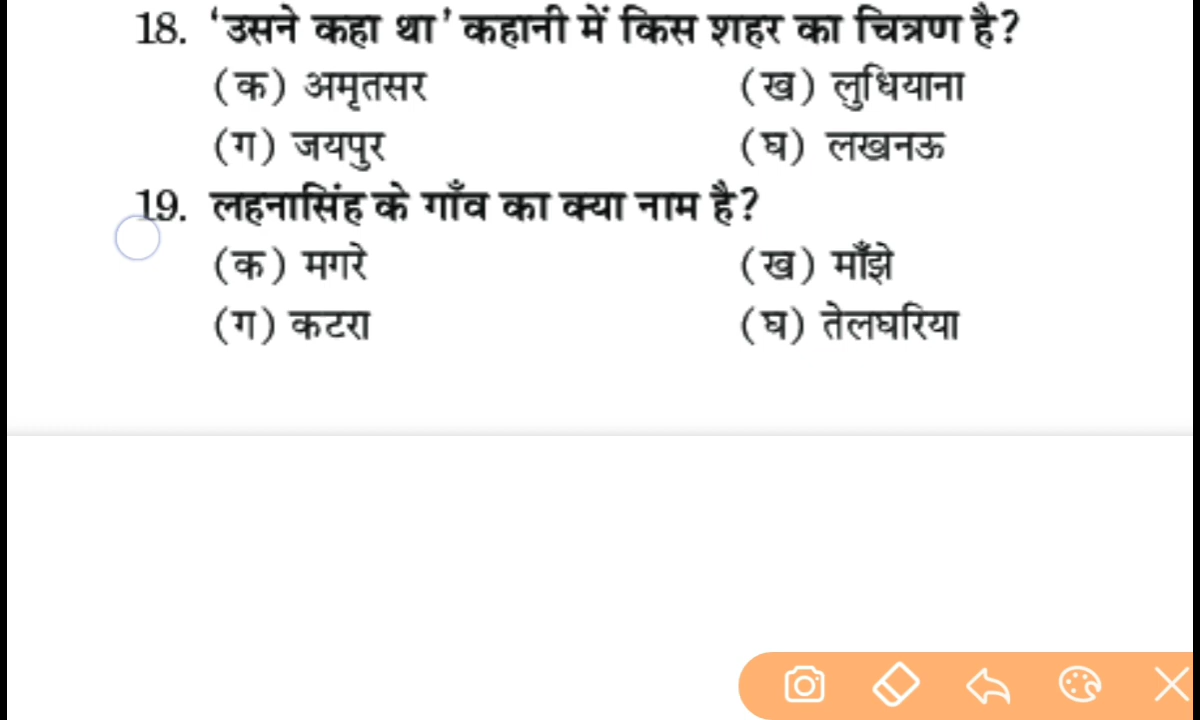 18. ‘उसने कहा था’ कहानी में किस शहर का चित्रण है?
(क) अमृतसर (ख) लुधियाना
(ग) जयपुर (घ) लखनऊ
19. लहनासिंह के गाँव का क्या नाम है?
(क) मगरे (ख) माँझे
(ग) कटरा (घ) तेलघरिया